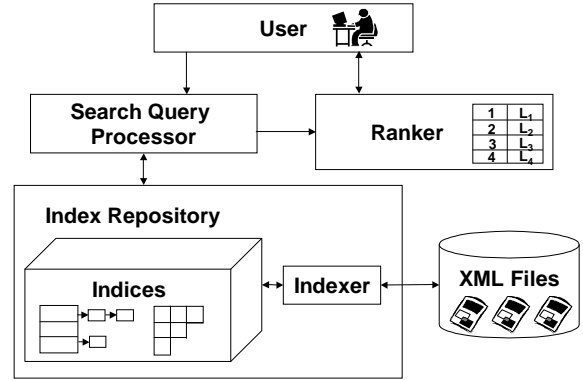 User
Search Query
Processor
Ranker
1 L1
2 L2
3 L3
4 L4
Index Repository
Indices
Indexer
XML Files